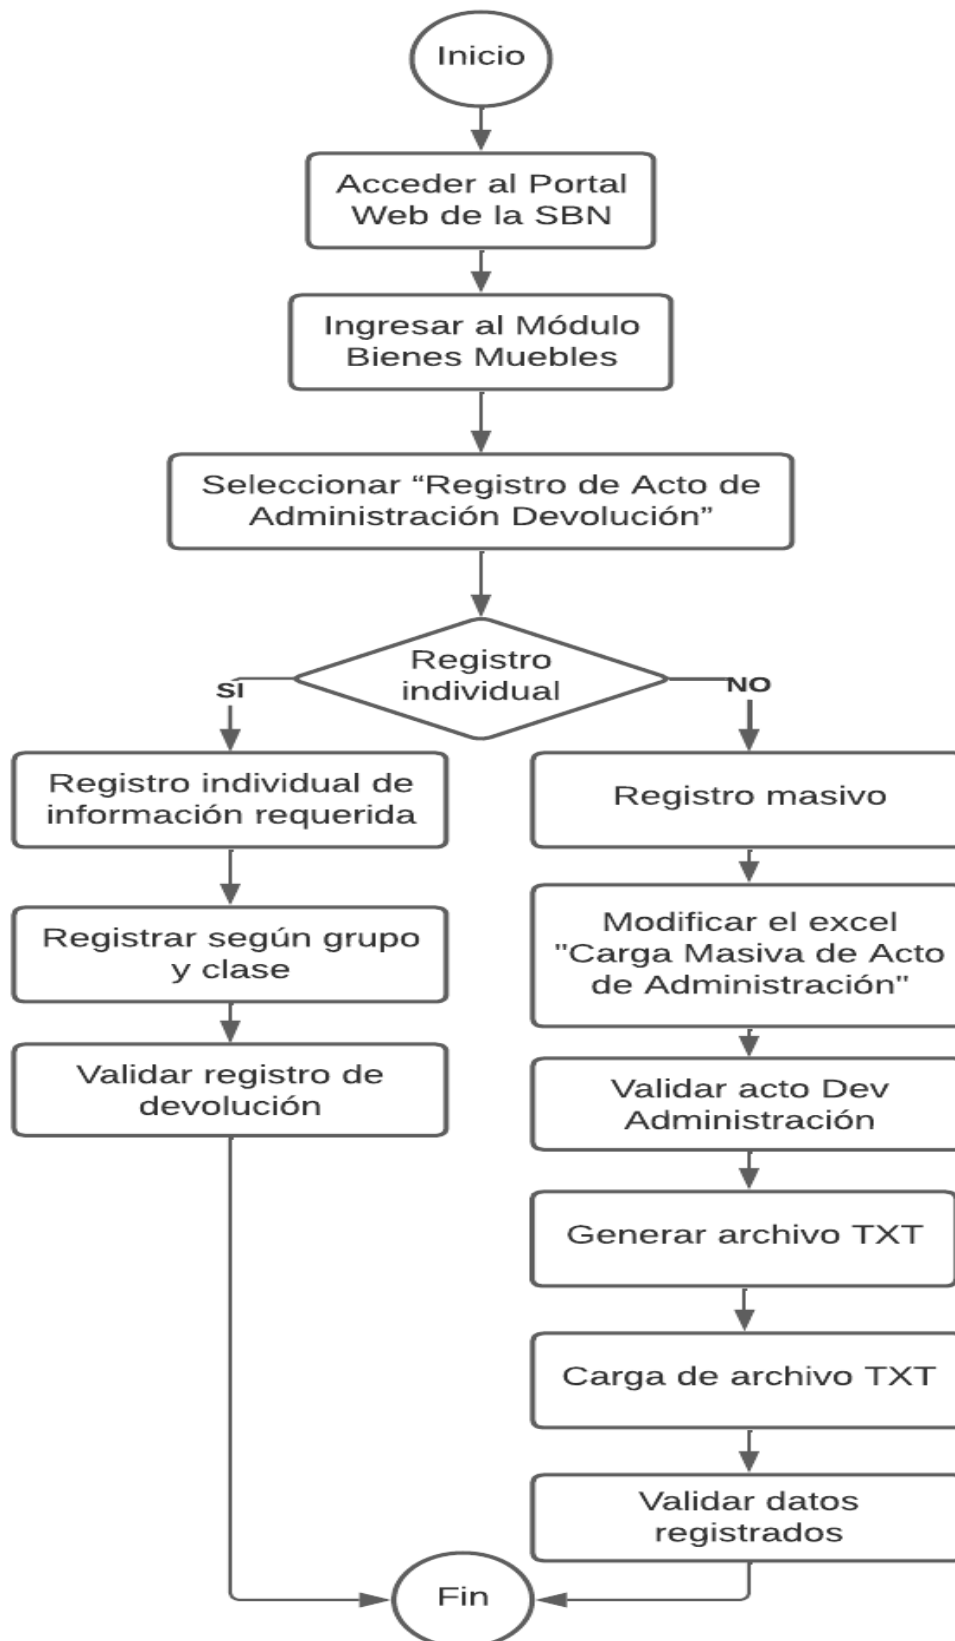 Inicio
Acceder al Portal
Web de la SBN
Ingresar al Módulo
Bienes Muebles
Seleccionar “Registro de Acto de
Administración Devolución”
Registro
individual
SI
NO
Registro individual de
información requerida
Registrar según grupo
y clase
Validar registro de
devolución
Registro masivo
Modificar el excel
"Carga Masiva de Acto
de Administración"
Validar acto Dev
Administración
Generar archivo TXT
Carga de archivo TXT
Validar datos
registrados
Fin